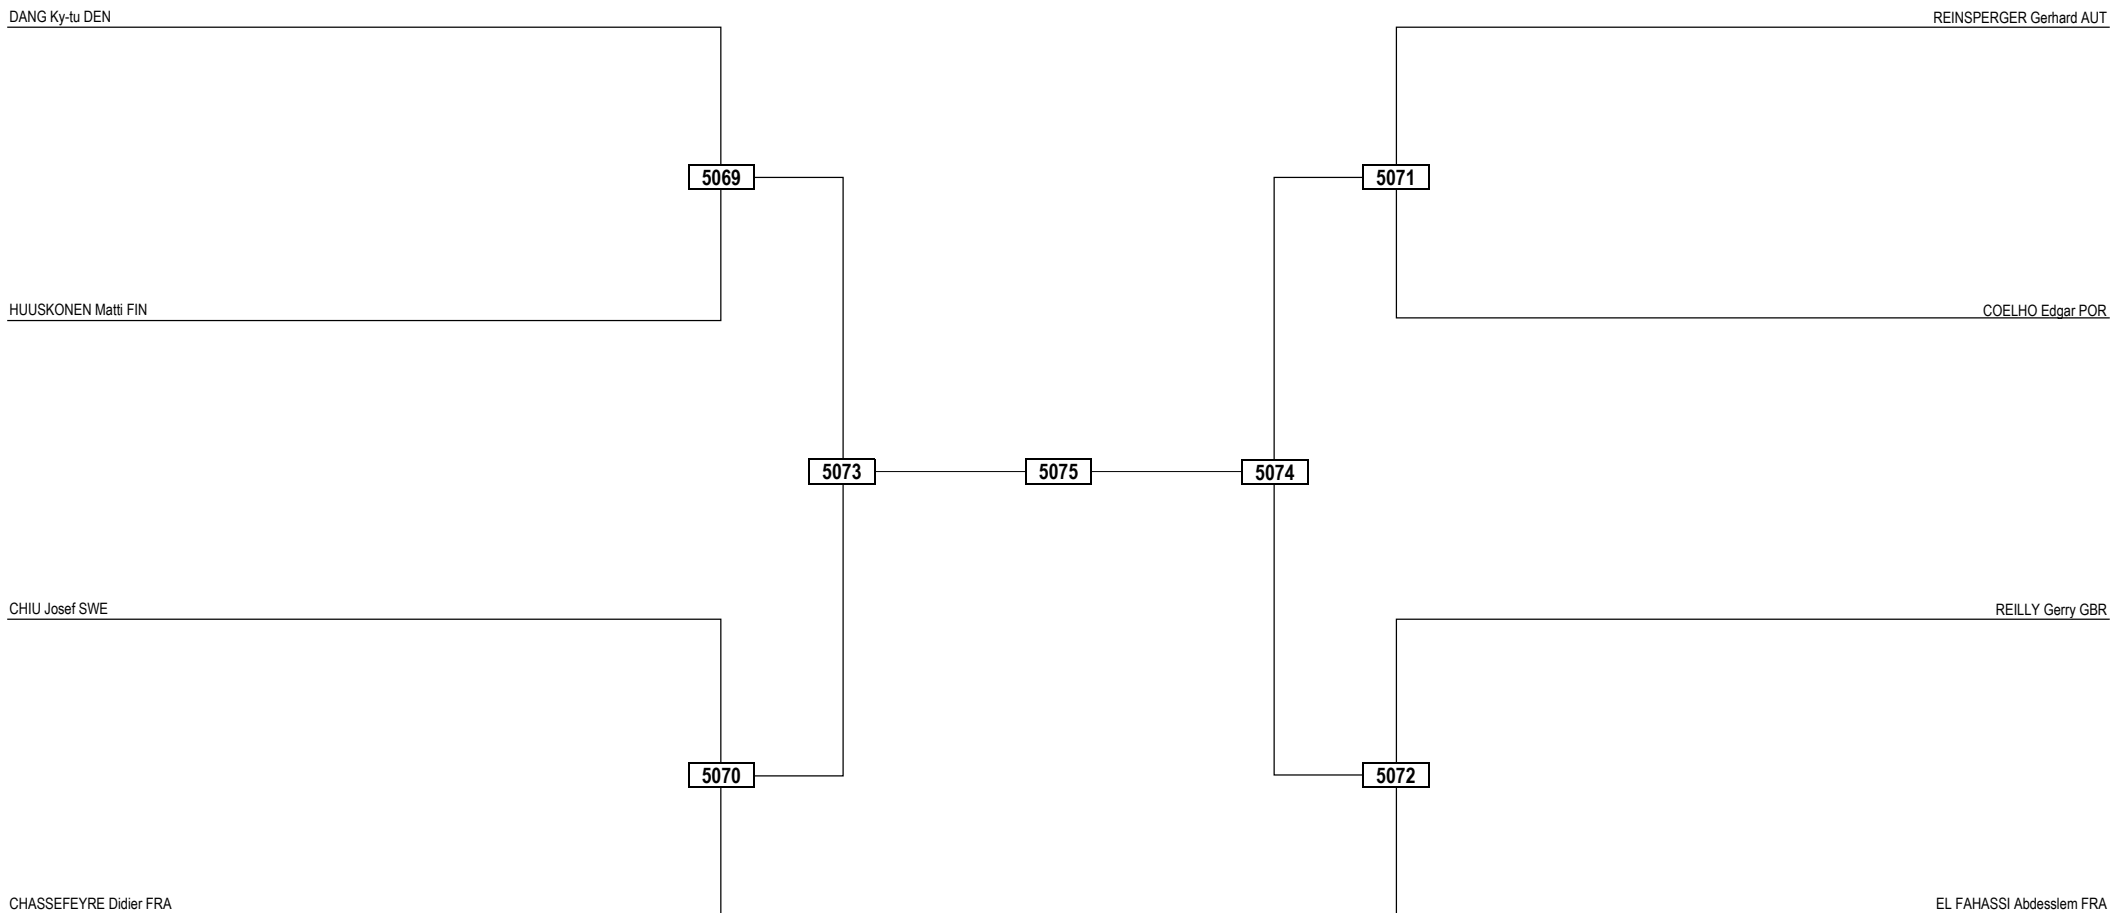 DANG Ky-tu DEN
REINSPERGER Gerhard AUT
5069
5071
HUUSKONEN Matti FIN
COELHO Edgar POR
5073
5075
5074
CHIU Josef SWE
REILLY Gerry GBR
5070
5072
CHASSEFEYRE Didier FRA
EL FAHASSI Abdesslem FRA